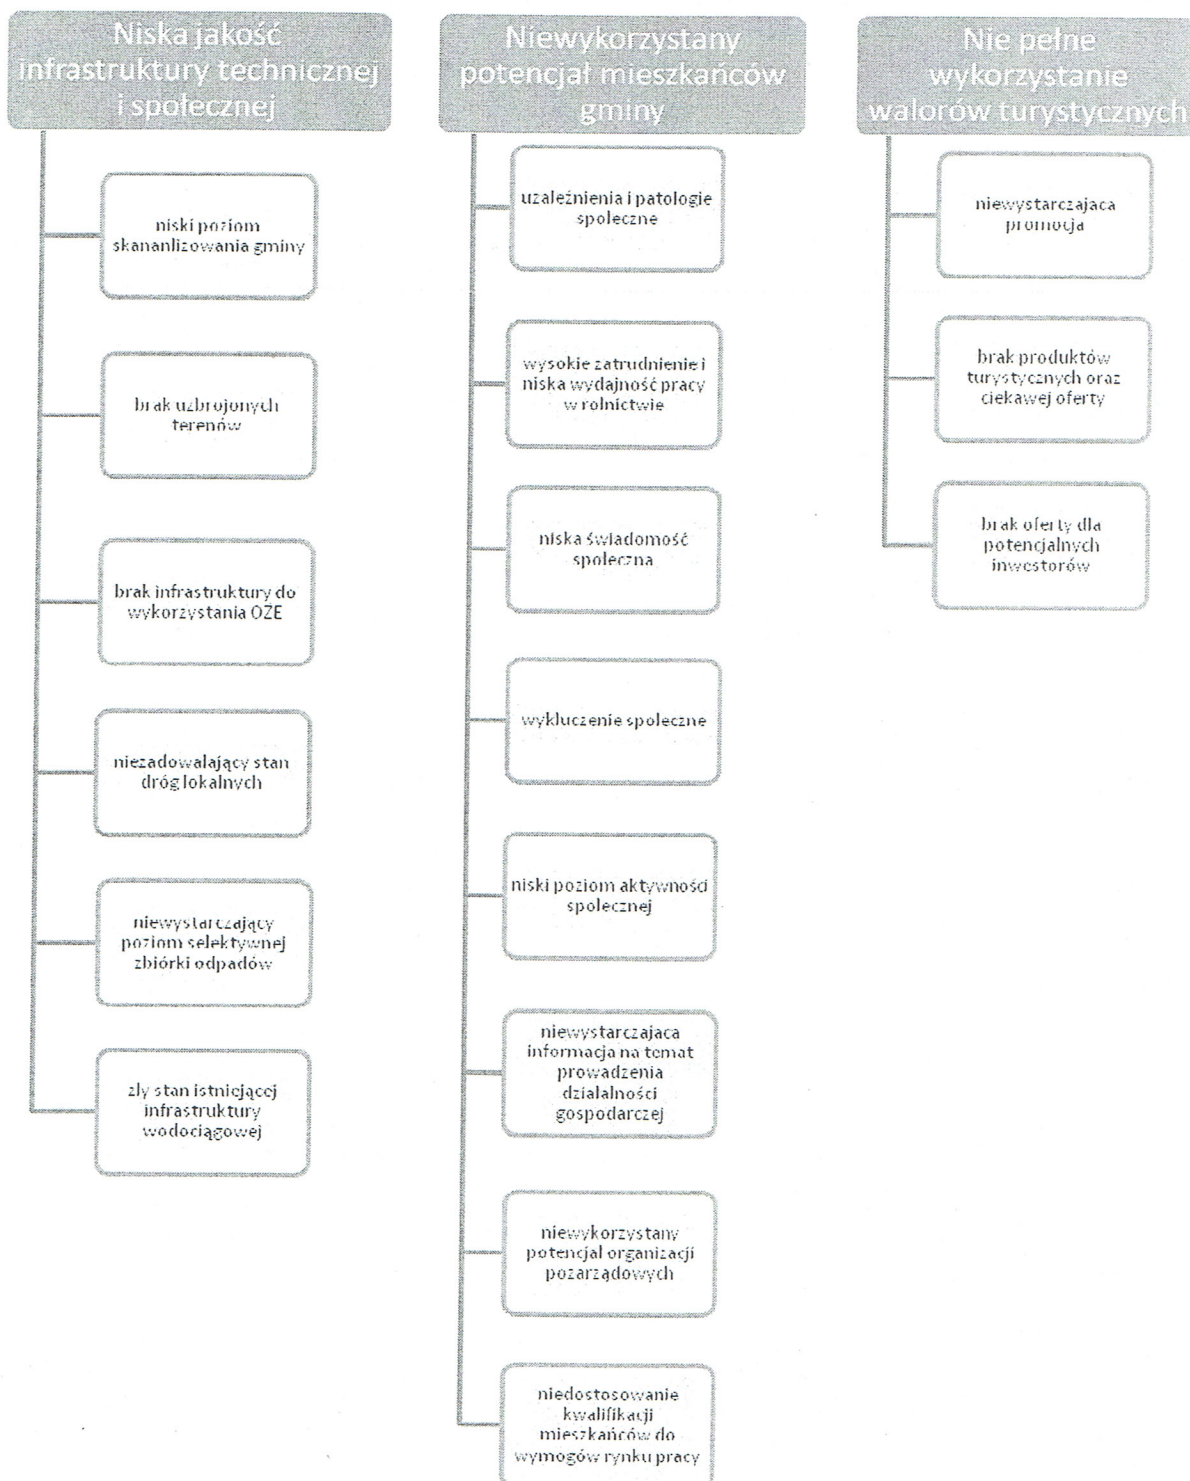 Niska jakość
infrastruktury technicznej
i społecznej
niski poziom
skananlizowania gminy
brak uzbrojonych
terenów
brak infrastruktury do
wykorzystania OZE
niezadowalający stan
dróg lokalnych
niewystarczający
poziom selektywnej
zbiórki odpadów
zły stan istniejącej
infrastruktury
wodociągowej
Niewykorzystany
potencjał mieszkańców
gminy
uzależnienia i patologie
społeczne
wysokie zatrudnienie i
niska wydajność pracy
w rolnictwie
niska świadomość
społeczna
wykluczenie społeczne
niski poziom aktywności
społecznej
niewystarczajaca
informacja na temat
prowadzenia
działalności
gospodarczej
niewykorzystany
potencjał organizacji
pozarządowych
niedostosowanie
kwalifikacji
mieszkańców do
wymogów rynku pracy
Nie pełne
wykorzystanie
walorów turystycznych
niewystarczajaca
promocja
brak produktów
turystycznych oraz
ciekawej oferty
brak oferty dla
potencjalnych
inwestorów